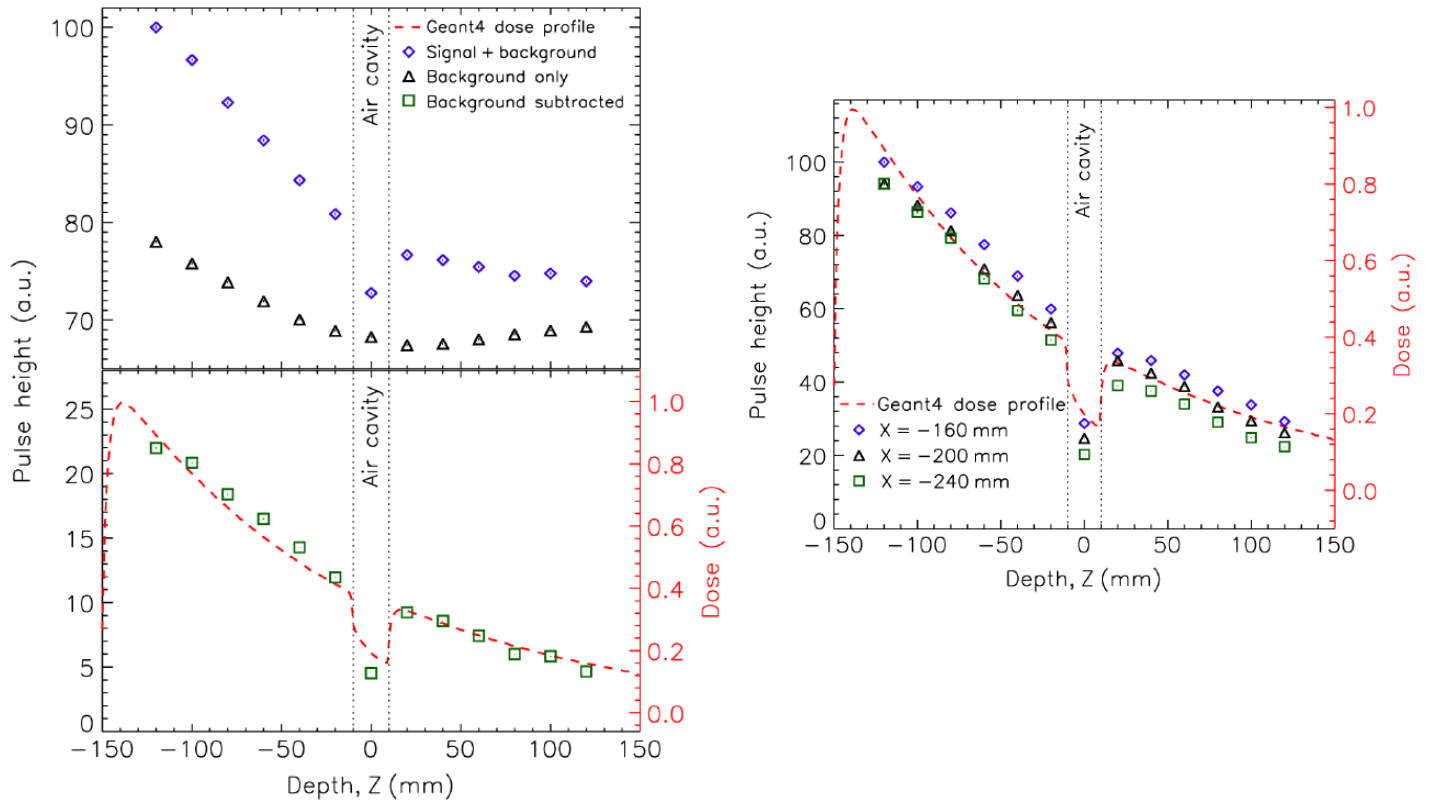 100
90
80
70
Pulse height (a.u.)
Air cavity
Geant4 dose profile
Signal + background
Background only
Background subtracted
25
20
15
10
5
0
Air cavity
1.0
0.8
0.6
0.4
0.2
0.0
Dose (a.u.)
−150 −100 −50 0 50 100 150
Depth, Z (mm)
100
80
60
40
20
0
Pulse height (a.u.)
Air cavity
Geant4 dose profile
X = −160 mm
X = −200 mm
X = −240 mm
1.0
0.8
0.6
0.4
0.2
0.0
Dose (a.u.)
−150 −100 −50 0 50 100 150
Depth, Z (mm)